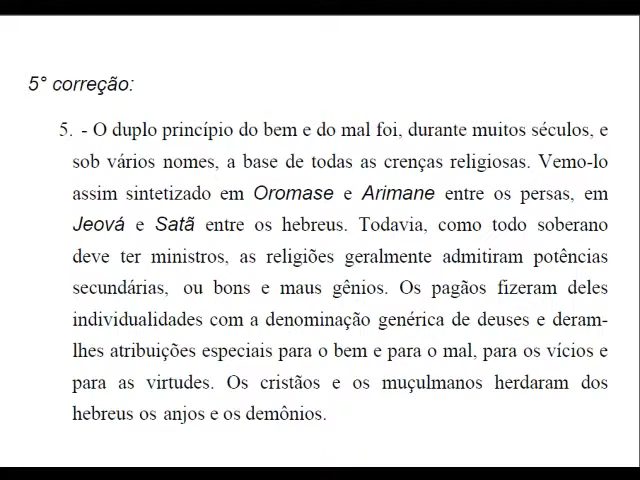 5° correção:
5. - O duplo princípio do bem e do mal foi, durante muitos séculos, e
sob vários nomes, a base de todas as crenças religiosas. Vemo-lo
assim sintetizado em Oromase e Arimane entre os persas, em
Jeová e Satã entre os hebreus. Todavia, como todo soberano
deve ter ministros, as religiões geralmente admitiram potências
secundárias, ou bons e maus gênios. Os pagãos fizeram deles
individualidades com a denominação genérica de deuses e deram-
lhes atribuições especiais para o bem e para o mal, para os vícios e
para as virtudes. Os cristãos e os muçulmanos herdaram dos
hebreus os anjos e os demônios.